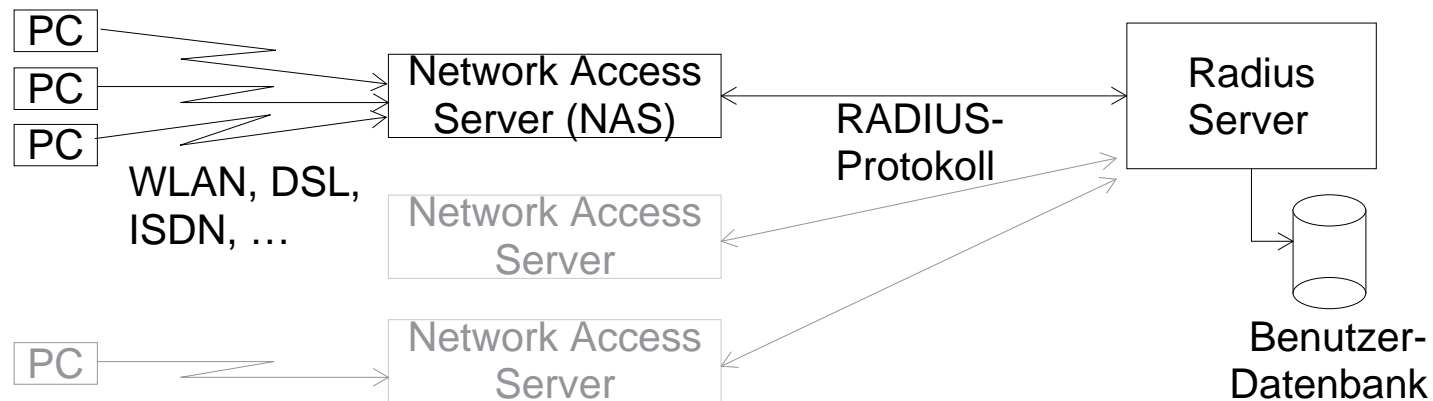 PC
PC
PC
Network Access
Server (NAS)
RADIUS-
Protokoll
Radius
Server
WLAN, DSL,
ISDN, …
Network Access
Server
PC
Network Access
Server
Benutzer-
Datenbank